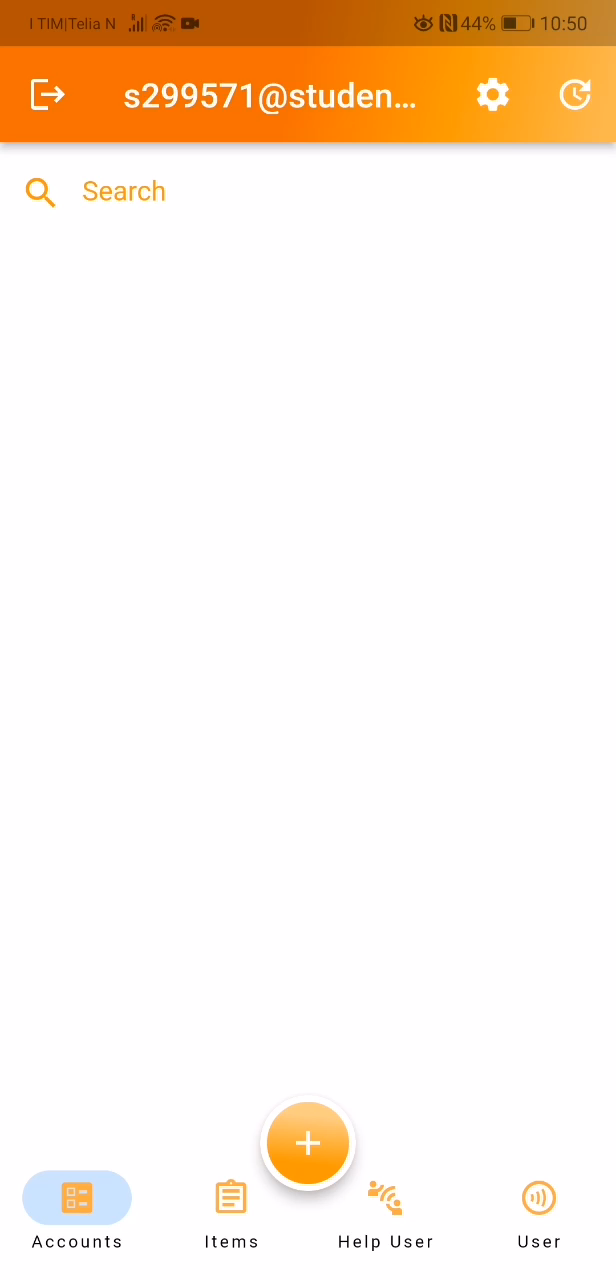 I TIM|Telia N 44% 10:50
s299571@studen...
Search
Accounts Items Help User User